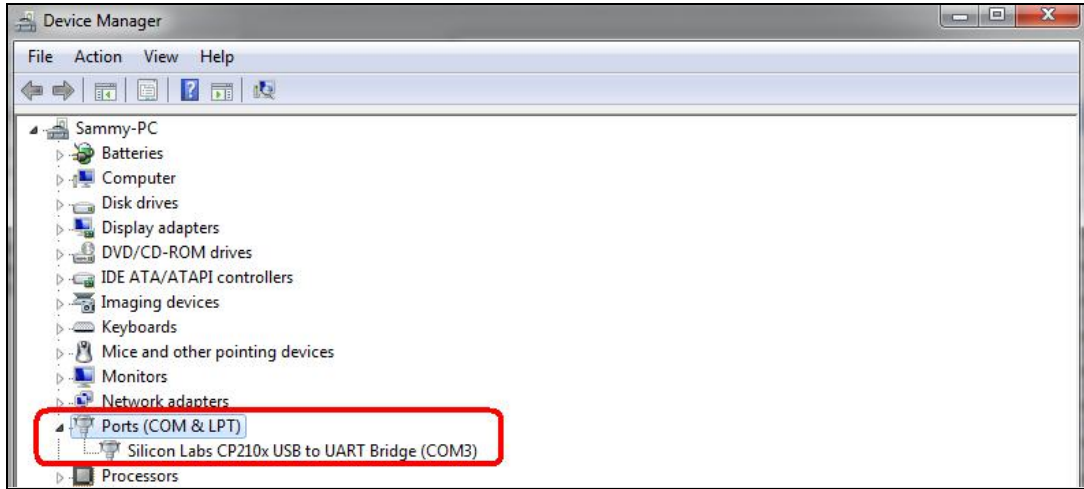 Device Manager
File Action View Help
Sammy-PC
Batteries
Computer
Disk drives
Display adapters
DVD/CD-ROM drives
IDE ATA/ATAPI controllers
Imaging devices
Keyboards
Mice and other pointing devices
Monitors
Network adapters
Ports (COM & LPT)
Silicon Labs CP210x USB to UART Bridge (COM3)
Processors